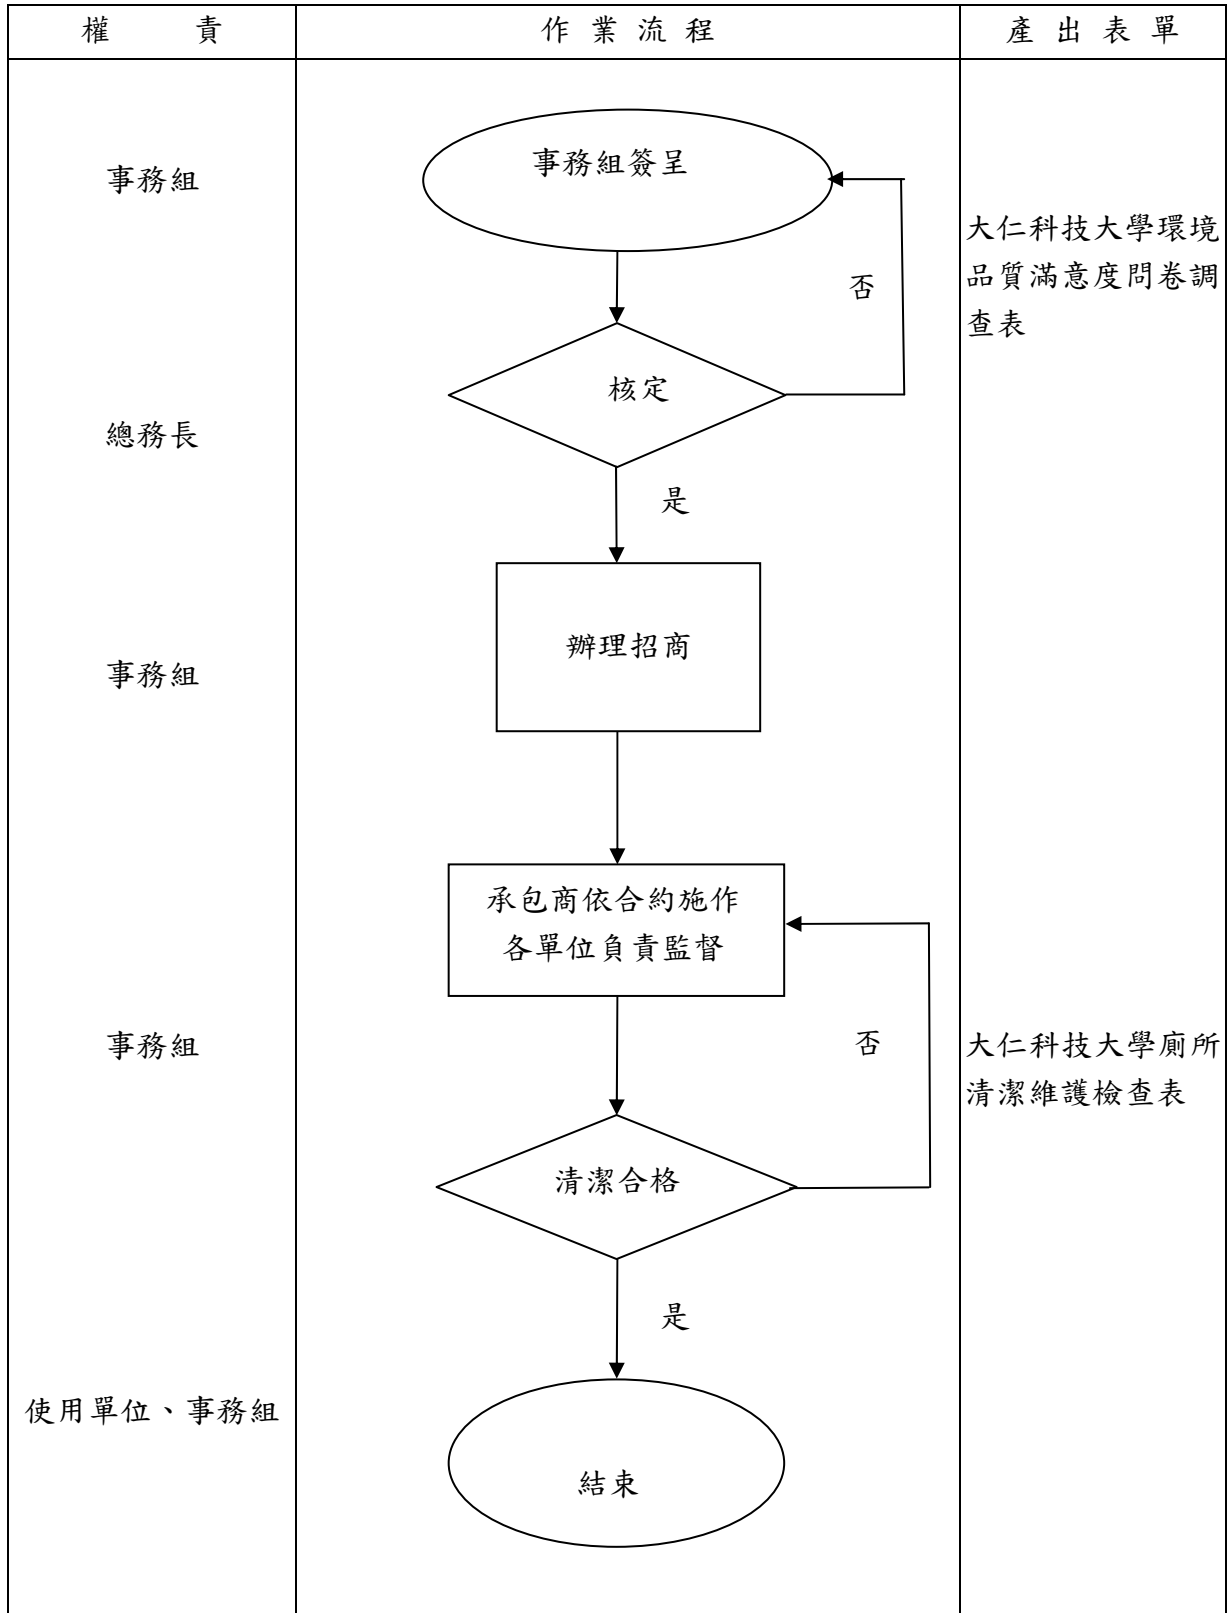 權 責
作 業 流 程
產 出 表 單
事務組
事務組簽呈
大仁科技大學環境
品質滿意度問卷調
查表
否
核定
總務長
是
辦理招商
事務組
承包商依合約施作
各單位負責監督
事務組
否
大仁科技大學廁所
清潔維護檢查表
清潔合格
是
使用單位、事務組
結束